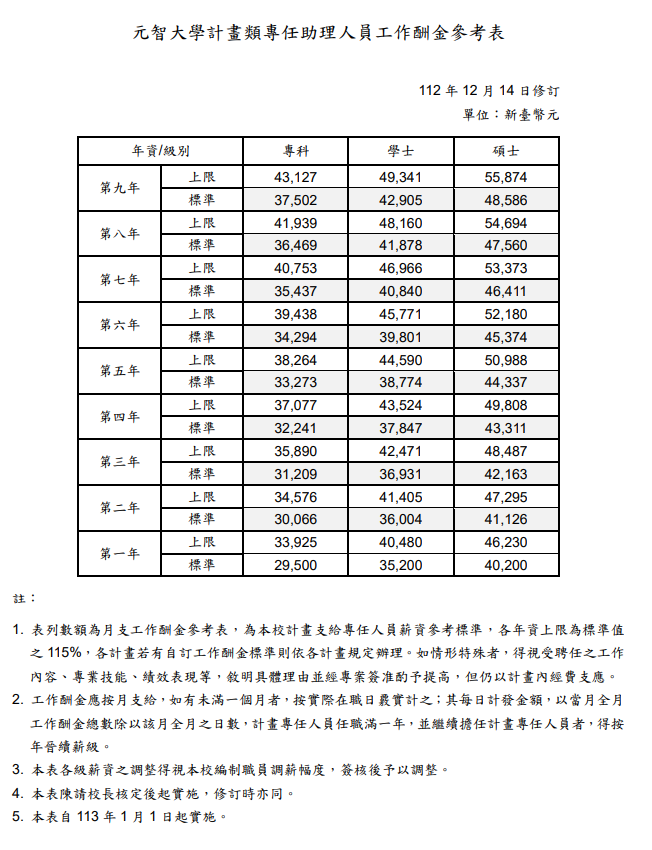 元智大學計畫類專任助理人員工作酬金參考表
112 年 12 月 14 日修訂
單位：新臺幣元
年資/級別 專科 學士 碩士
第九年 上限 43,127 49,341 55,874
標準 37,502 42,905 48,586
第八年 上限 41,939 48,160 54,694
標準 36,469 41,878 47,560
第七年 上限 40,753 46,966 53,373
標準 35,437 40,840 46,411
第六年 上限 39,438 45,771 52,180
標準 34,294 39,801 45,374
第五年 上限 38,264 44,590 50,988
標準 33,273 38,774 44,337
第四年 上限 37,077 43,524 49,808
標準 32,241 37,847 43,311
第三年 上限 35,890 42,471 48,487
標準 31,209 36,931 42,163
第二年 上限 34,576 41,405 47,295
標準 30,066 36,004 41,126
第一年 上限 33,925 40,480 46,230
標準 29,500 35,200 40,200
註：
1. 表列數額為月支工作酬金參考表，為本校計畫支給專任人員薪資參考標準，各年資上限為標準值
之 115%，各計畫若有自訂工作酬金標準則依各計畫規定辦理。如情形特殊者，得視受聘任之工作
內容、專業技能、績效表現等，敘明具體理由並經專案簽准酌予提高，但仍以計畫內經費支應。
2. 工作酬金應按月支給，如有未滿一個月者，按實際在職日覈實計之；其每日計發金額，以當月全月
工作酬金總數除以該月全月之日數，計畫專任人員任職滿一年，並繼續擔任計畫專任人員者，得按
年晉續薪級。
3. 本表各級薪資之調整得視本校編制職員調薪幅度，簽核後予以調整。
4. 本表陳請校長核定後起實施，修訂時亦同。
5. 本表自 113 年 1 月 1 日起實施。